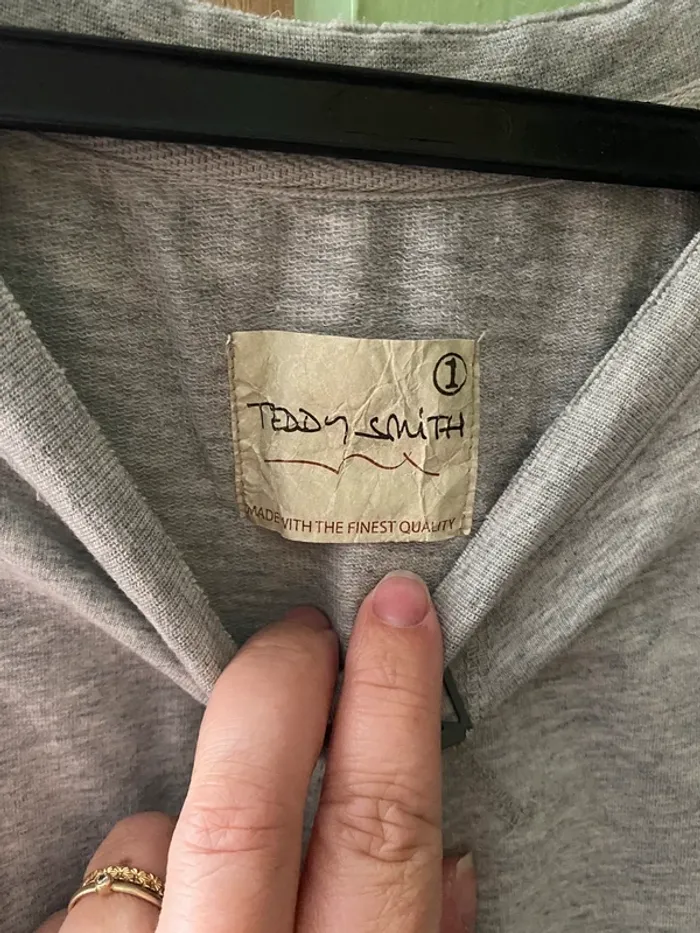 1
TEDDY SMITH
MADE WITH THE FINEST QUALITY